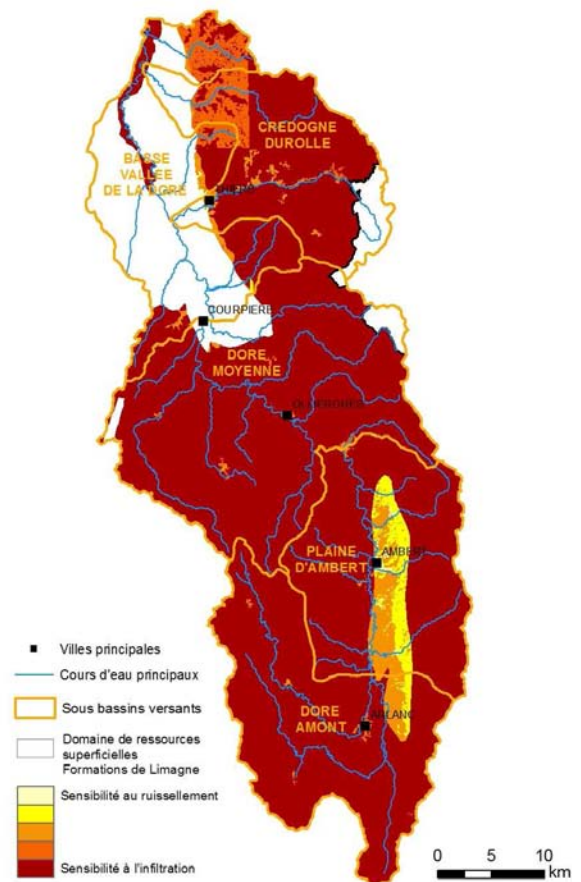 CREDOGNE
DUROLLE
BASSE
VALLEE
DE LA DORE
COURPIERE
DORE
MOYENNE
PLAINE
D'AMBERT
AMBERT
DORE
AMONT
ARLANC
Villes principales
Cours d'eau principaux
Sous bassins versants
Domaine de ressources
superficielles
Formations de Limagne
Sensibilité au ruissellement
Sensibilité à l'infiltration
0 5 10
km